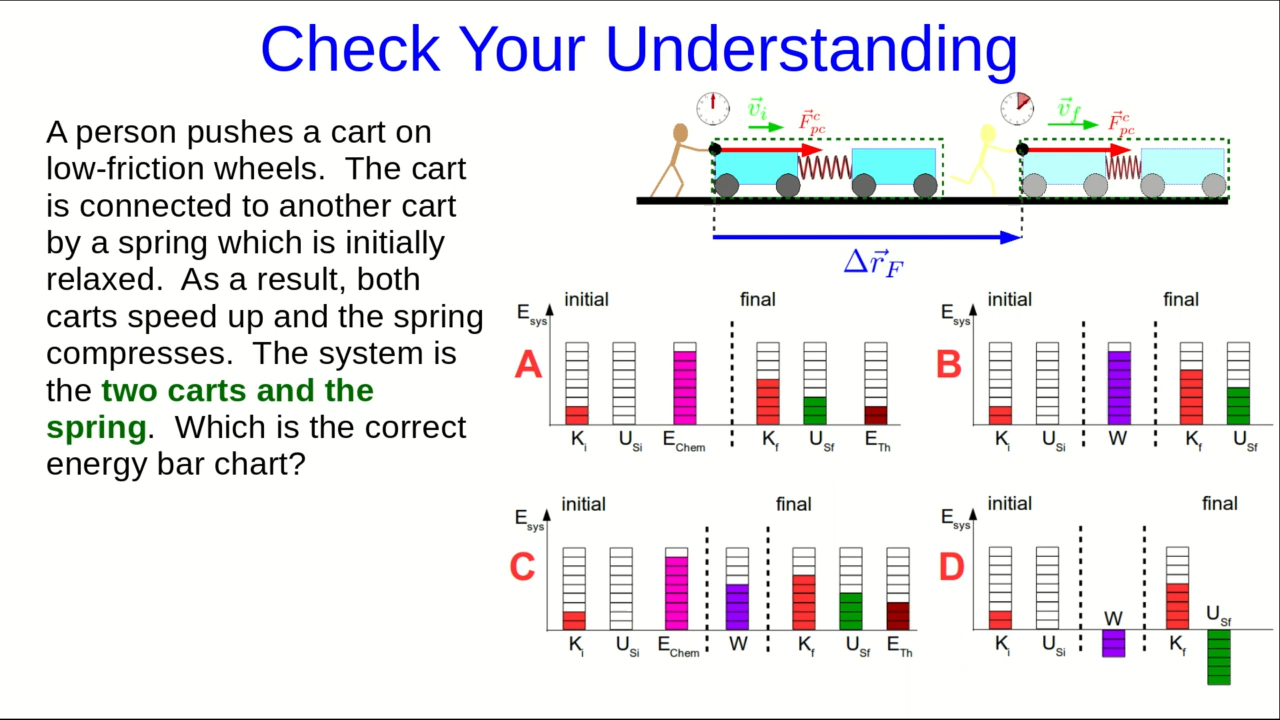 Check Your Understanding
A person pushes a cart on
low-friction wheels.  The cart
is connected to another cart
by a spring which is initially
relaxed.  As a result, both
carts speed up and the spring
compresses.  The system is
the two carts and the
spring.  Which is the correct
energy bar chart?
v⃗i F⃗cpc v⃗f F⃗cpc
Δr⃗F
initial final
Esys
A
Ki USi EChem Kf USf ETh
initial final
Esys
B
Ki USi W Kf USf
initial final
Esys
C
Ki USi EChem W Kf USf ETh
initial final
Esys
D
Ki USi W Kf USf